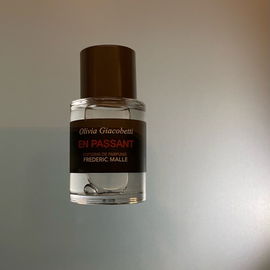 Olivia Giacobetti
EN PASSANT
EDITIONS DE PARFUMS
FREDERIC MALLE